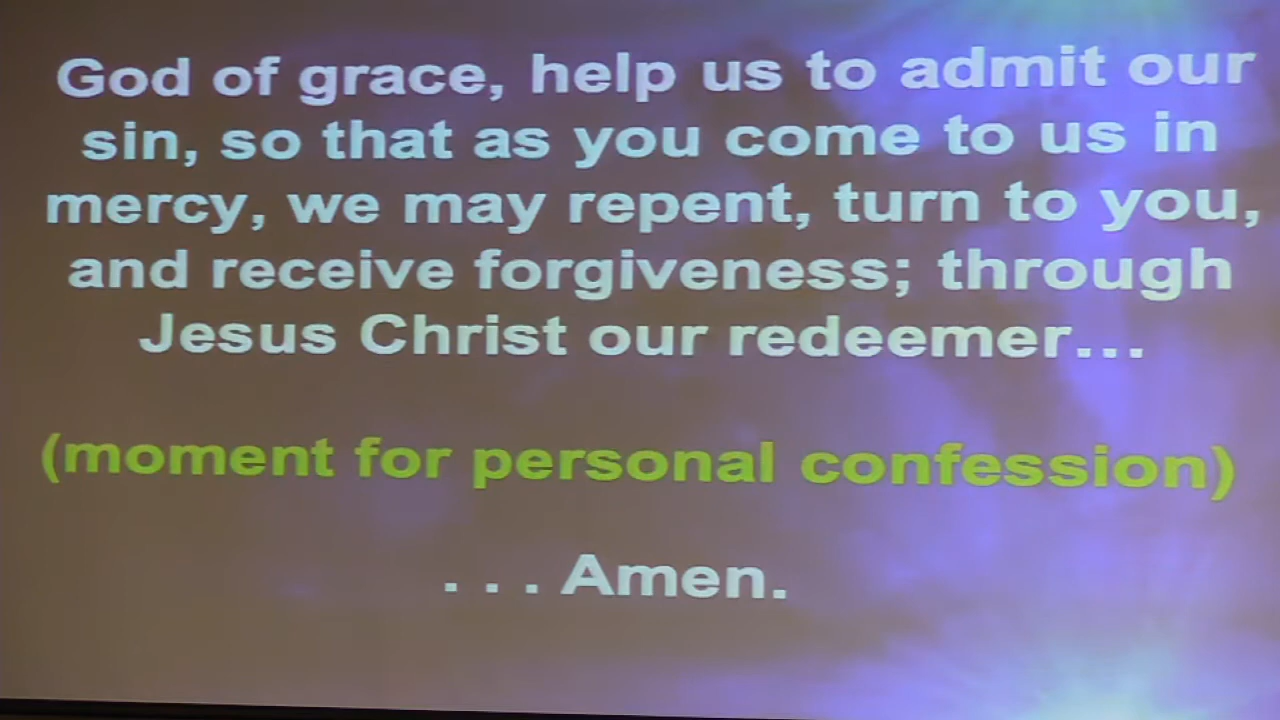 God of grace, help us to admit our
sin, so that as you come to us in
mercy, we may repent, turn to you,
and receive forgiveness; through
Jesus Christ our redeemer...
(moment for personal confession)
. . . Amen.